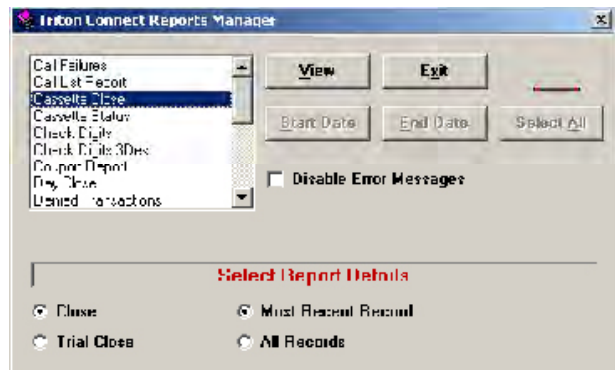 Triton Connect Reports Manager
Call Failures
Call List Report
Cassette Close
Cassette Status
Check Digits
Check Digits 3Des
Coupon Report
Day Close
Denied Transactions
View
Exit
Start Date
End Date
Select All
Disable Error Messages
Select Report Details
Close
Most Recent Record
Trial Close
All Records